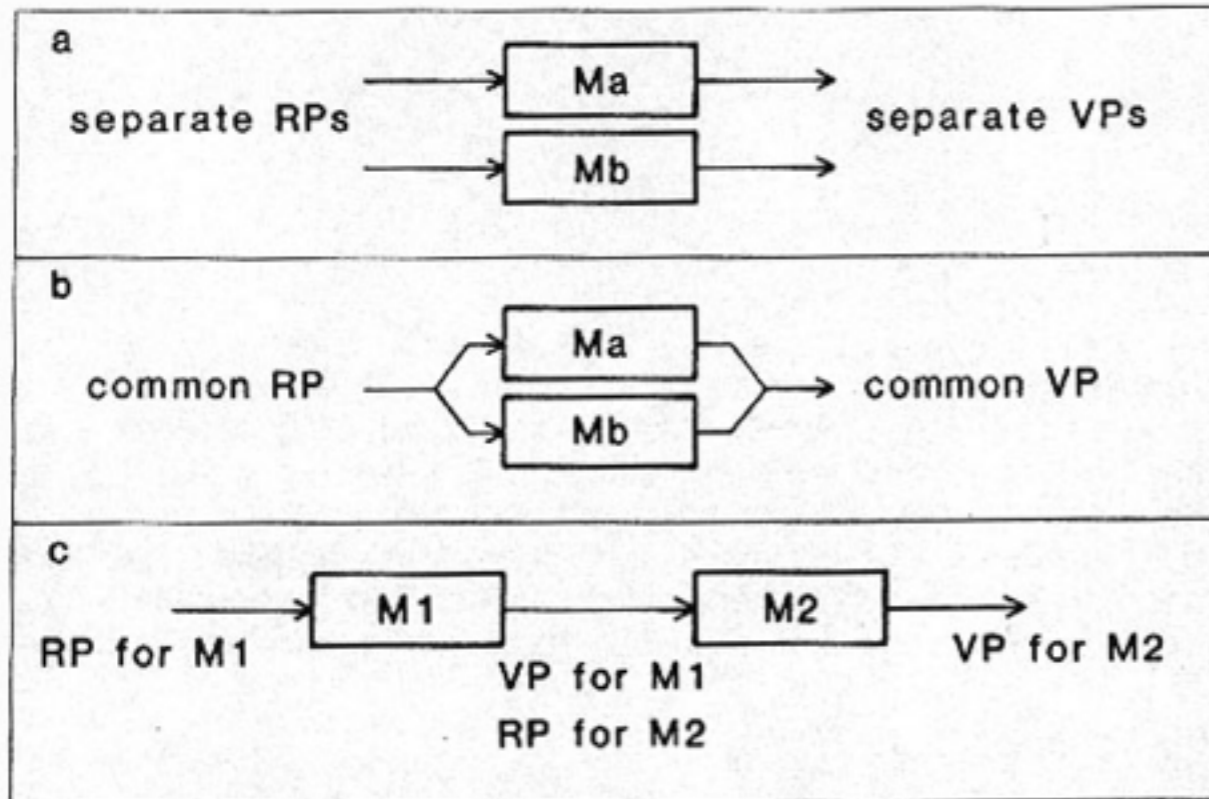 a
Ma
separate RPs
separate VPs
Mb
b
Ma
common RP
common VP
Mb
c
M1
M2
RP for M1
VP for M1
VP for M2
RP for M2